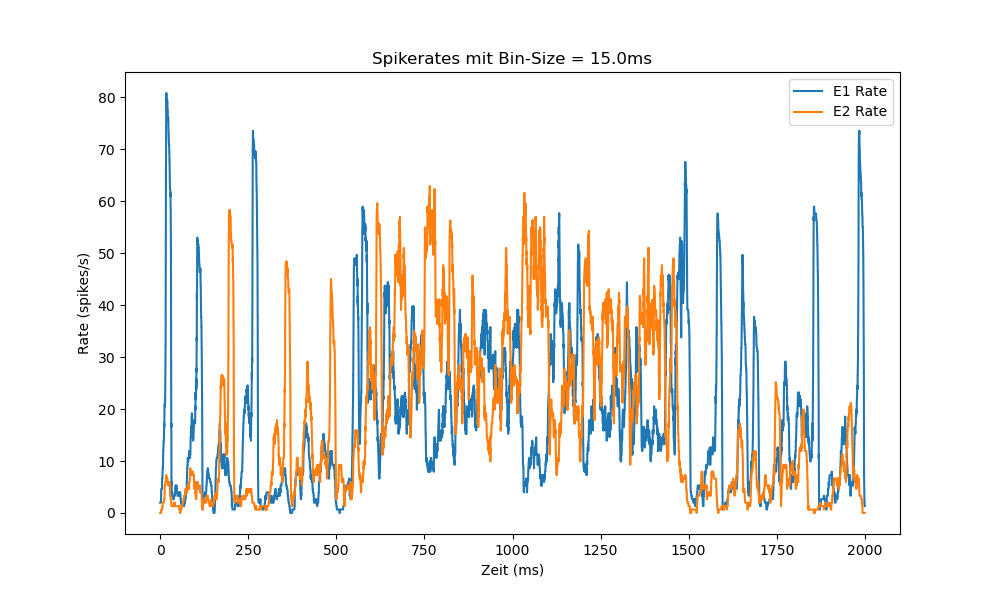 Spikerates mit Bin-Size = 15.0ms
E1 Rate
E2 Rate
80
70
60
50
40
30
20
10
0
Rate (spikes/s)
0 250 500 750 1000 1250 1500 1750 2000
Zeit (ms)